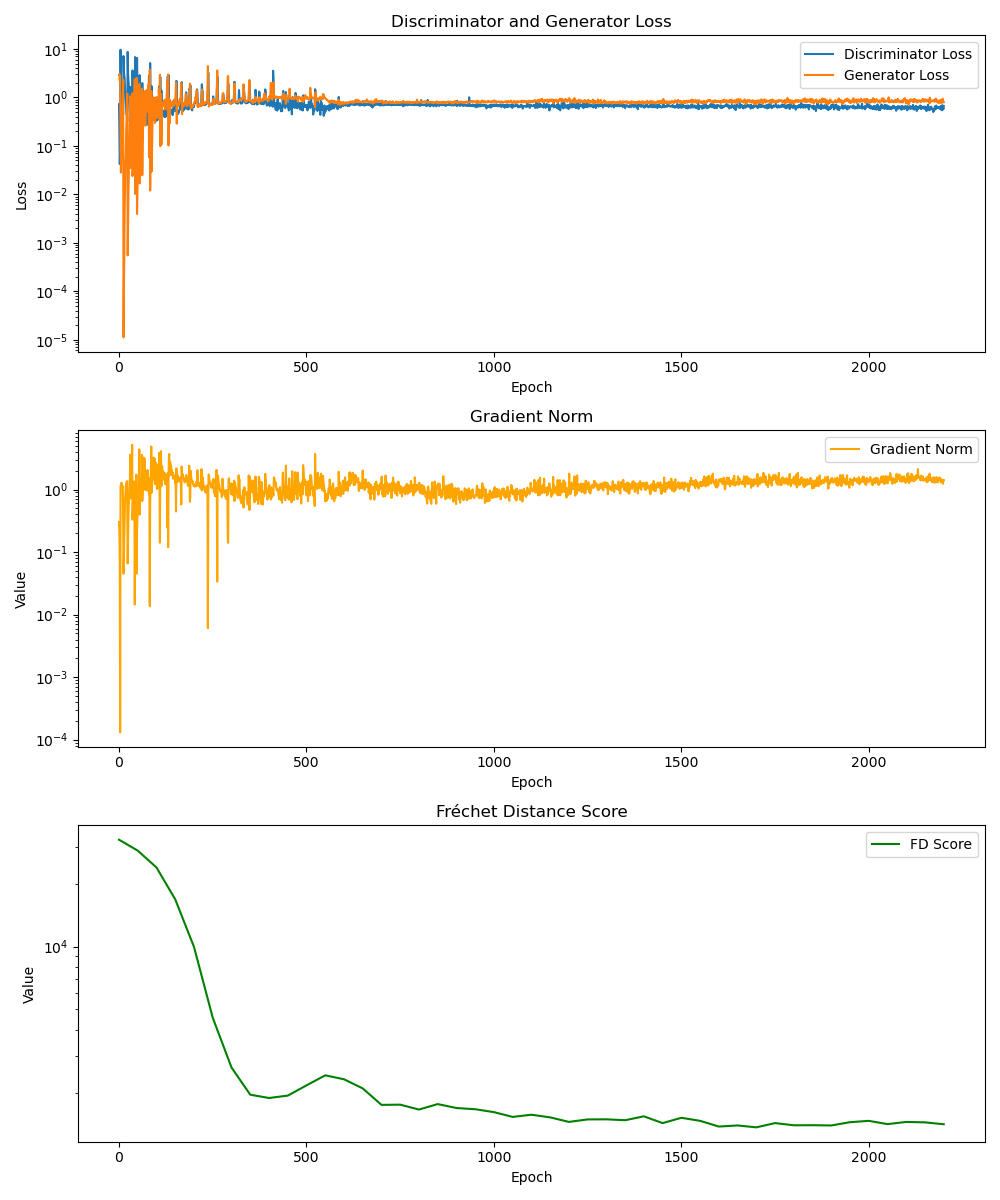 Discriminator and Generator Loss
Discriminator Loss
Generator Loss
10^1
10^0
10^-1
10^-2
10^-3
10^-4
10^-5
Loss
0 500 1000 1500 2000
Epoch
Gradient Norm
Gradient Norm
10^0
10^-1
10^-2
10^-3
10^-4
Value
0 500 1000 1500 2000
Epoch
Fréchet Distance Score
FD Score
10^4
Value
0 500 1000 1500 2000
Epoch